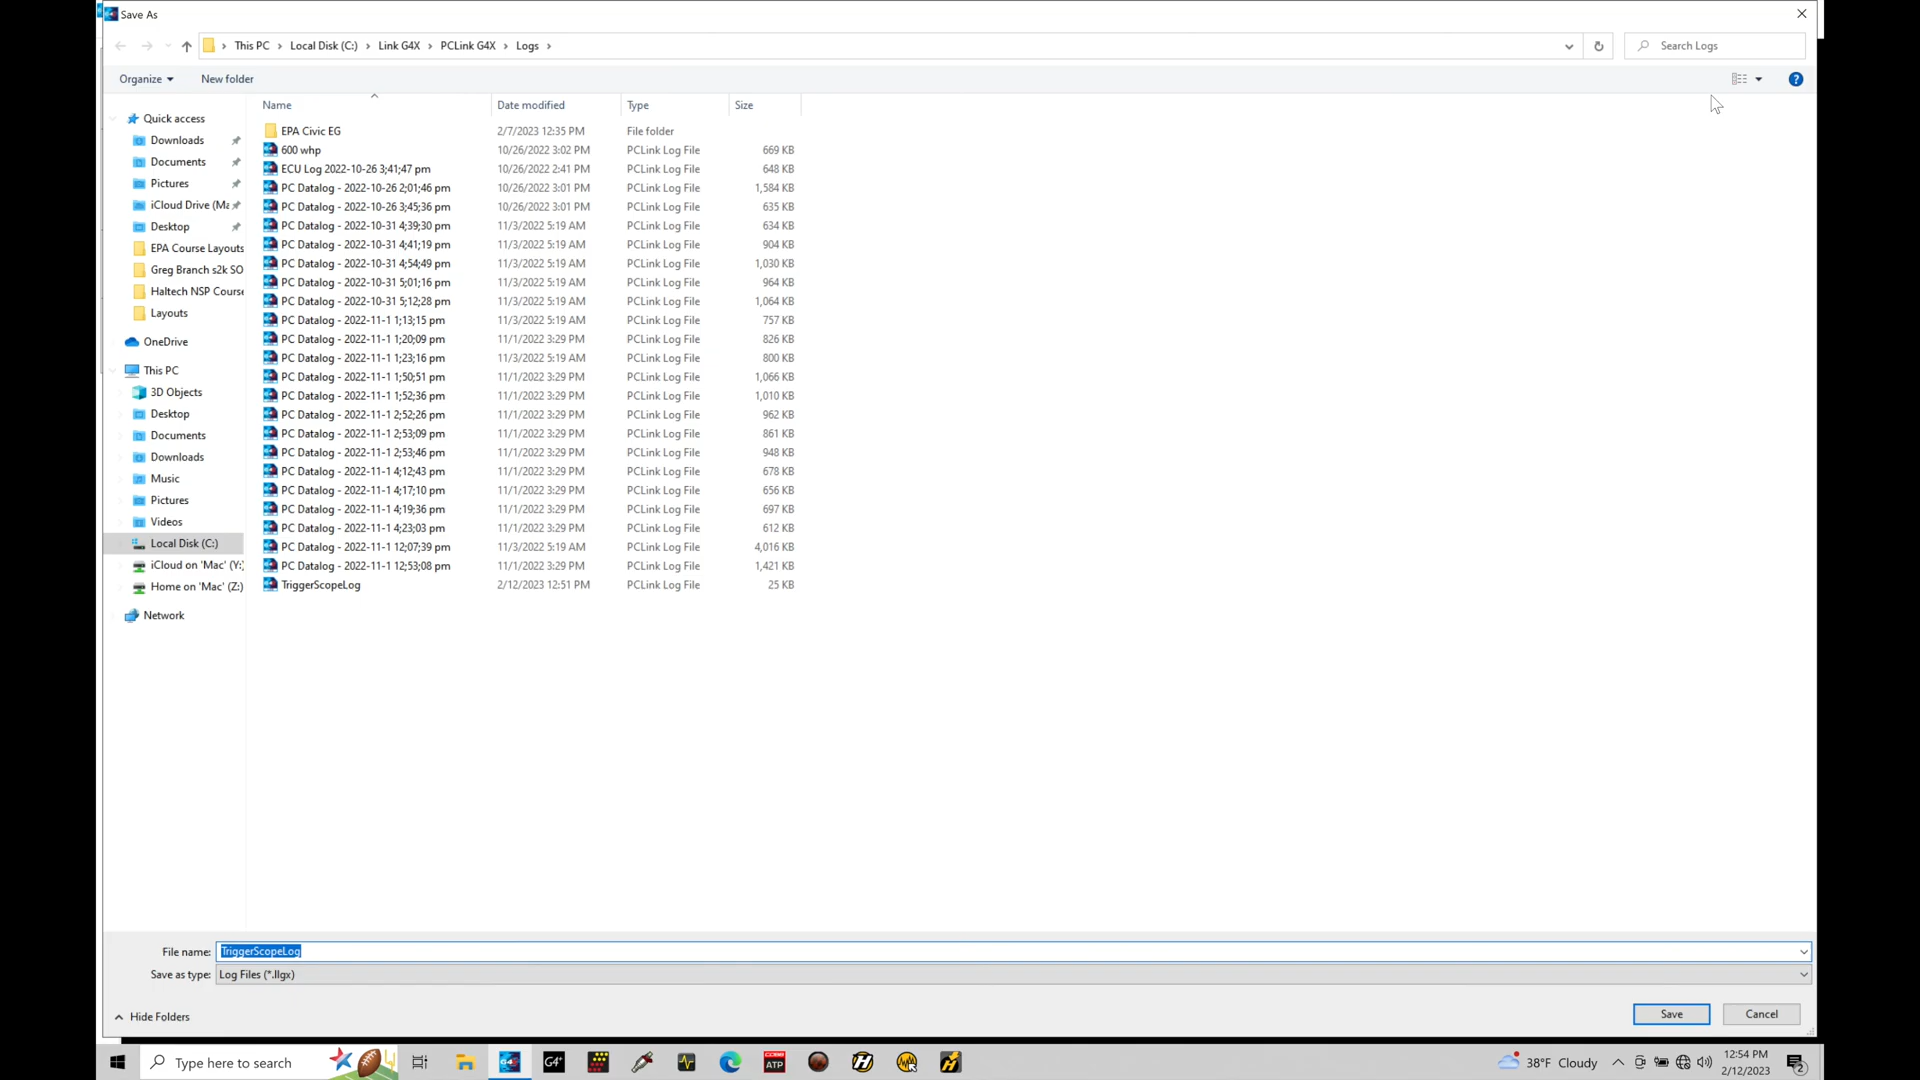 Save As
This PC > Local Disk (C:) > Link G4X > PCLink G4X > Logs >
Search Logs
Organize
New folder
Name Date modified Type Size
Quick access
Downloads
Documents
Pictures
iCloud Drive (Ma
Desktop
EPA Course Layouts
Greg Branch s2k SO
Haltech NSP Course
Layouts
OneDrive
This PC
3D Objects
Desktop
Documents
Downloads
Music
Pictures
Videos
Local Disk (C:)
iCloud on 'Mac' (Y:)
Home on 'Mac' (Z:)
Network
EPA Civic EG 2/7/2023 12:35 PM File folder
600 whp 10/26/2022 3:02 PM PCLink Log File 669 KB
ECU Log 2022-10-26 3;41;47 pm 10/26/2022 2:41 PM PCLink Log File 648 KB
PC Datalog - 2022-10-26 2;01;46 pm 10/26/2022 3:01 PM PCLink Log File 1,584 KB
PC Datalog - 2022-10-26 3;45;36 pm 10/26/2022 3:01 PM PCLink Log File 635 KB
PC Datalog - 2022-10-31 4;39;30 pm 11/3/2022 5:19 AM PCLink Log File 634 KB
PC Datalog - 2022-10-31 4;41;19 pm 11/3/2022 5:19 AM PCLink Log File 904 KB
PC Datalog - 2022-10-31 4;54;49 pm 11/3/2022 5:19 AM PCLink Log File 1,030 KB
PC Datalog - 2022-10-31 5;01;16 pm 11/3/2022 5:19 AM PCLink Log File 964 KB
PC Datalog - 2022-10-31 5;12;28 pm 11/3/2022 5:19 AM PCLink Log File 1,064 KB
PC Datalog - 2022-11-1 1;13;15 pm 11/3/2022 5:19 AM PCLink Log File 757 KB
PC Datalog - 2022-11-1 1;20;09 pm 11/1/2022 3:29 PM PCLink Log File 826 KB
PC Datalog - 2022-11-1 1;23;16 pm 11/3/2022 5:19 AM PCLink Log File 800 KB
PC Datalog - 2022-11-1 1;50;51 pm 11/1/2022 3:29 PM PCLink Log File 1,066 KB
PC Datalog - 2022-11-1 1;52;36 pm 11/1/2022 3:29 PM PCLink Log File 1,010 KB
PC Datalog - 2022-11-1 2;52;26 pm 11/1/2022 3:29 PM PCLink Log File 962 KB
PC Datalog - 2022-11-1 2;53;09 pm 11/1/2022 3:29 PM PCLink Log File 861 KB
PC Datalog - 2022-11-1 2;53;46 pm 11/1/2022 3:29 PM PCLink Log File 948 KB
PC Datalog - 2022-11-1 4;12;43 pm 11/1/2022 3:29 PM PCLink Log File 678 KB
PC Datalog - 2022-11-1 4;17;10 pm 11/1/2022 3:29 PM PCLink Log File 656 KB
PC Datalog - 2022-11-1 4;19;36 pm 11/1/2022 3:29 PM PCLink Log File 697 KB
PC Datalog - 2022-11-1 4;23;03 pm 11/1/2022 3:29 PM PCLink Log File 612 KB
PC Datalog - 2022-11-1 12;07;39 pm 11/3/2022 5:19 AM PCLink Log File 4,016 KB
PC Datalog - 2022-11-1 12;53;08 pm 11/1/2022 3:29 PM PCLink Log File 1,421 KB
TriggerScopeLog 2/12/2023 12:51 PM PCLink Log File 25 KB
File name: TriggerScopeLog
Save as type: Log Files (*.llgx)
Hide Folders
Save
Cancel
Type here to search
G4+
ATP
38°F Cloudy
12:54 PM
2/12/2023
2